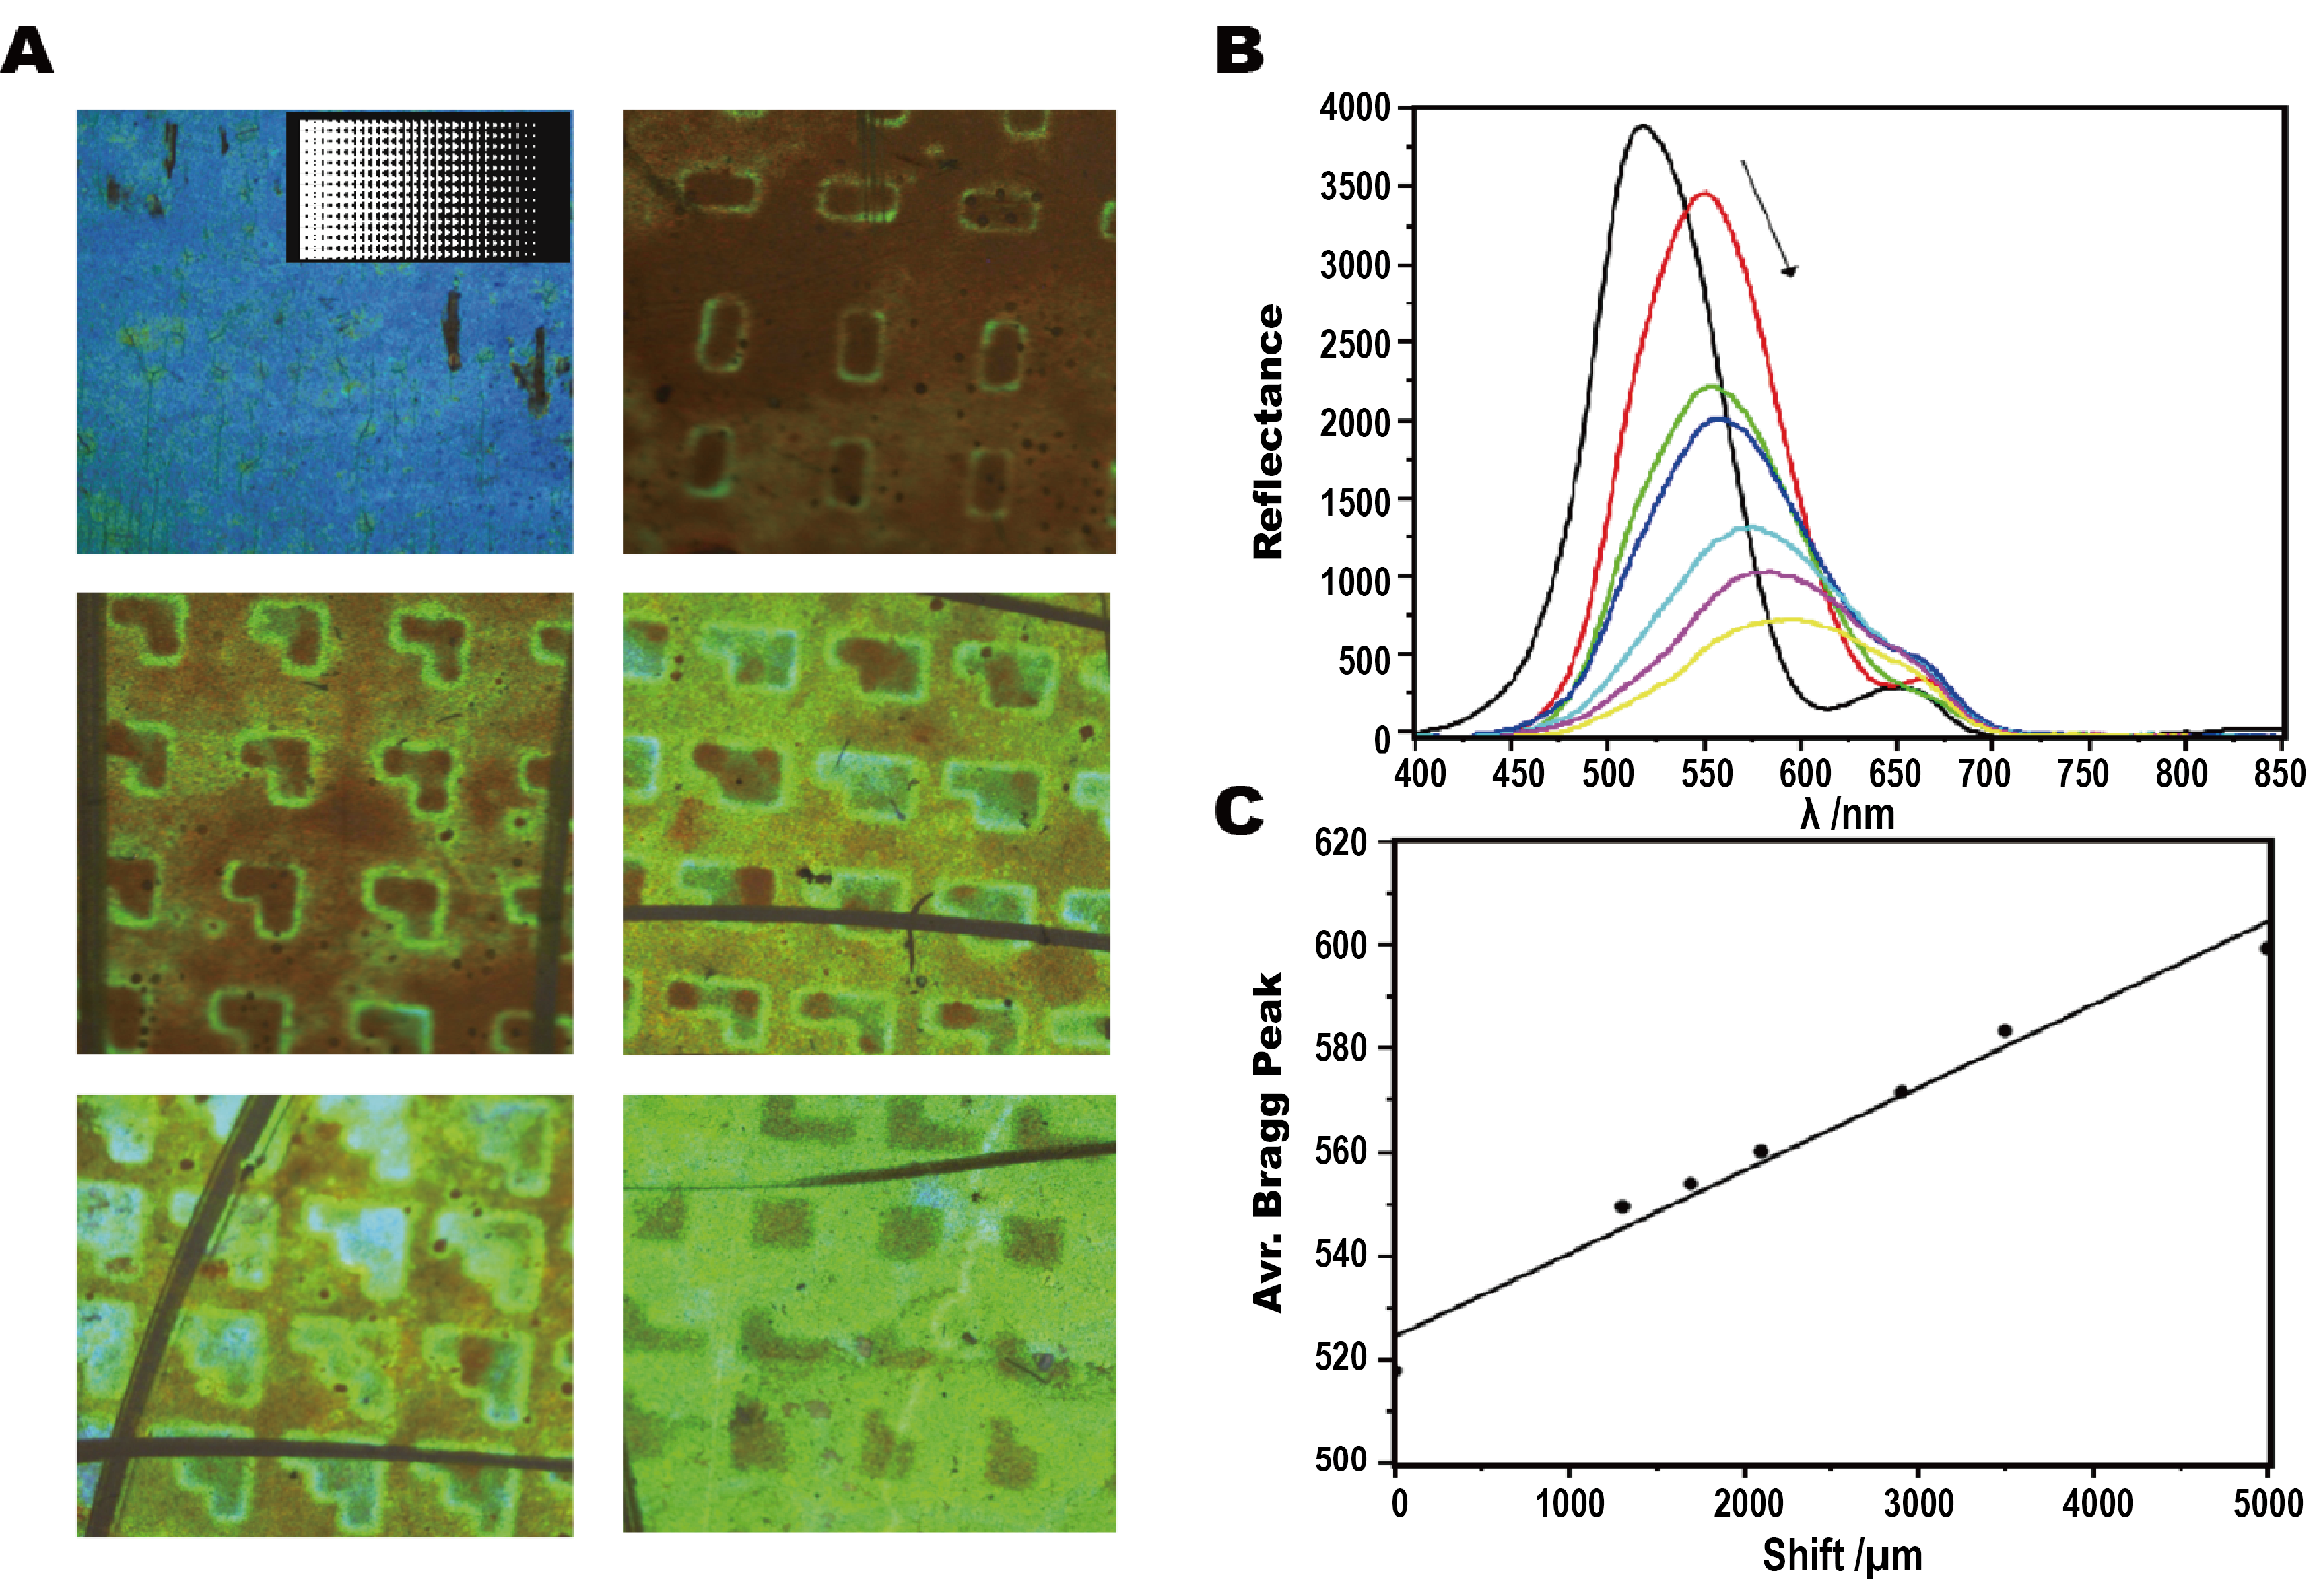 A
B
4000
3500
3000
2500
2000
1500
1000
500
0
Reflectance
400 450 500 550 600 650 700 750 800 850
λ /nm
C
620
600
580
560
540
520
500
Avr. Bragg Peak
0 1000 2000 3000 4000 5000
Shift /μm